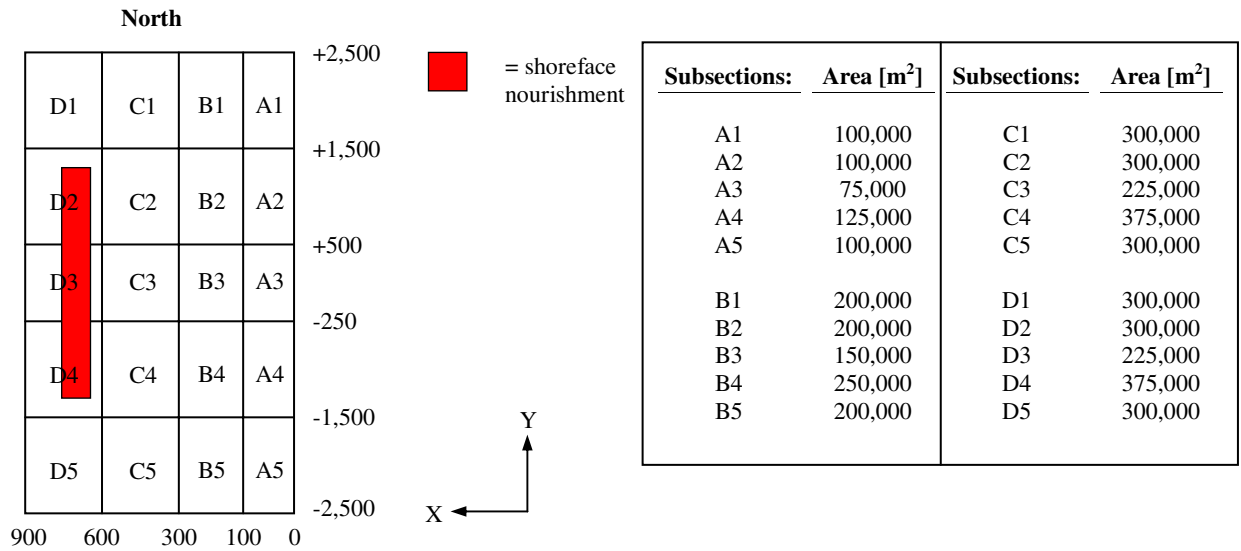 North
+2,500
D1 C1 B1 A1
+1,500
D2 C2 B2 A2
+500
D3 C3 B3 A3
-250
D4 C4 B4 A4
-1,500
D5 C5 B5 A5
-2,500
900 600 300 100 0
= shoreface
nourishment
Y
X
Subsections: Area [m²] Subsections: Area [m²]
A1 100,000 C1 300,000
A2 100,000 C2 300,000
A3 75,000 C3 225,000
A4 125,000 C4 375,000
A5 100,000 C5 300,000
B1 200,000 D1 300,000
B2 200,000 D2 300,000
B3 150,000 D3 225,000
B4 250,000 D4 375,000
B5 200,000 D5 300,000